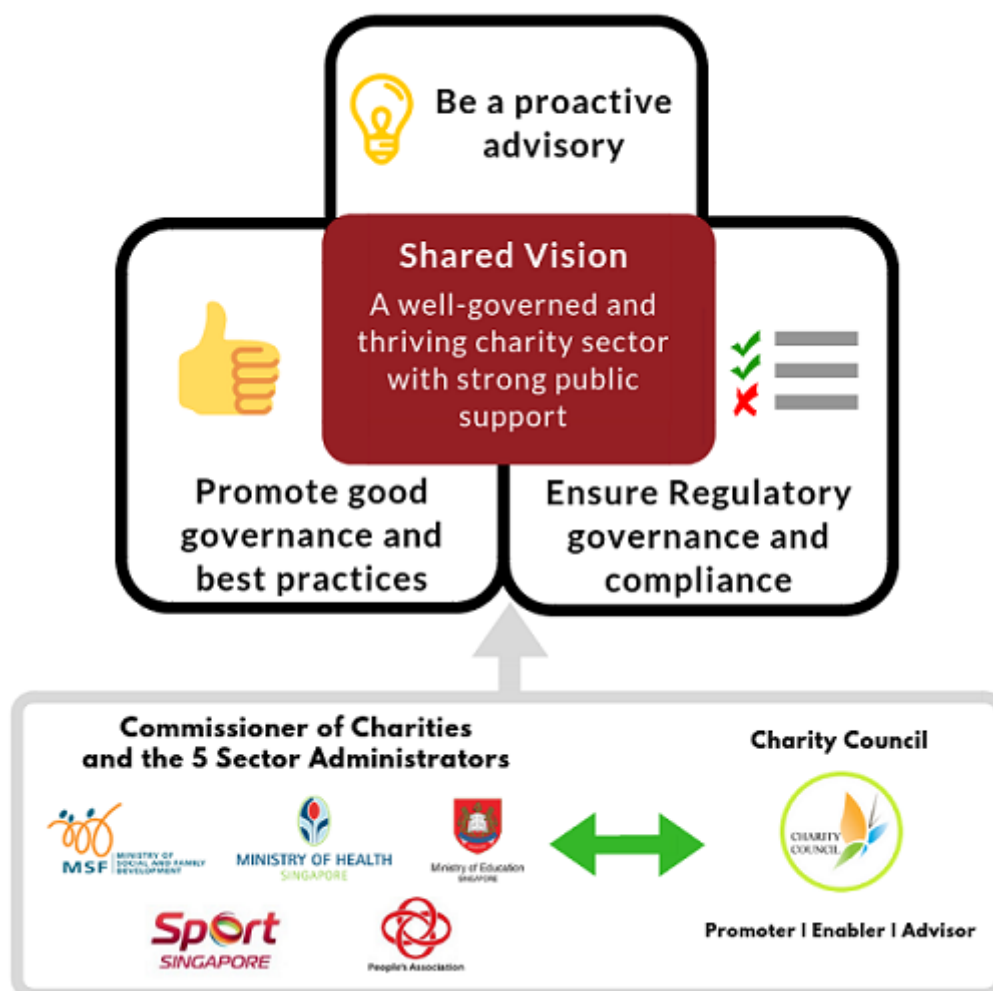 Be a proactive
advisory
Shared Vision
A well-governed and
thriving charity sector
with strong public
support
Promote good
governance and
best practices
Ensure Regulatory
governance and
compliance
Commissioner of Charities
and the 5 Sector Administrators
MSF
MINISTRY OF
SOCIAL AND FAMILY
DEVELOPMENT
MINISTRY OF HEALTH
SINGAPORE
Ministry of Education
SINGAPORE
Sport
SINGAPORE
People's Association
Charity Council
CHARITY
COUNCIL
Promoter | Enabler | Advisor